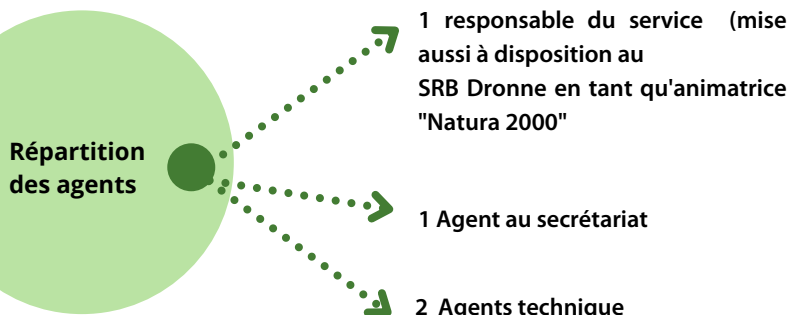 1 responsable du service (mise
aussi à disposition au
SRB Dronne en tant qu'animatrice
"Natura 2000"
Répartition
des agents
1 Agent au secrétariat
2 Agents technique